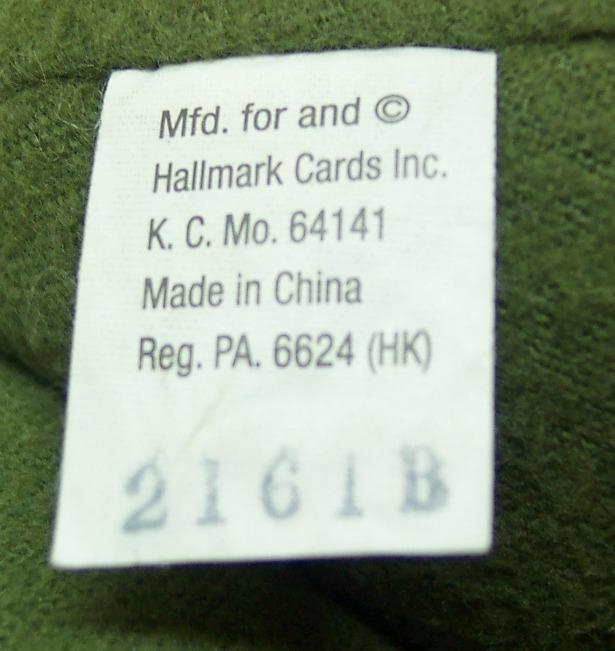 Mfd. for and ©
Hallmark Cards Inc.
K. C. Mo. 64141
Made in China
Reg. PA. 6624 (HK)
2161B